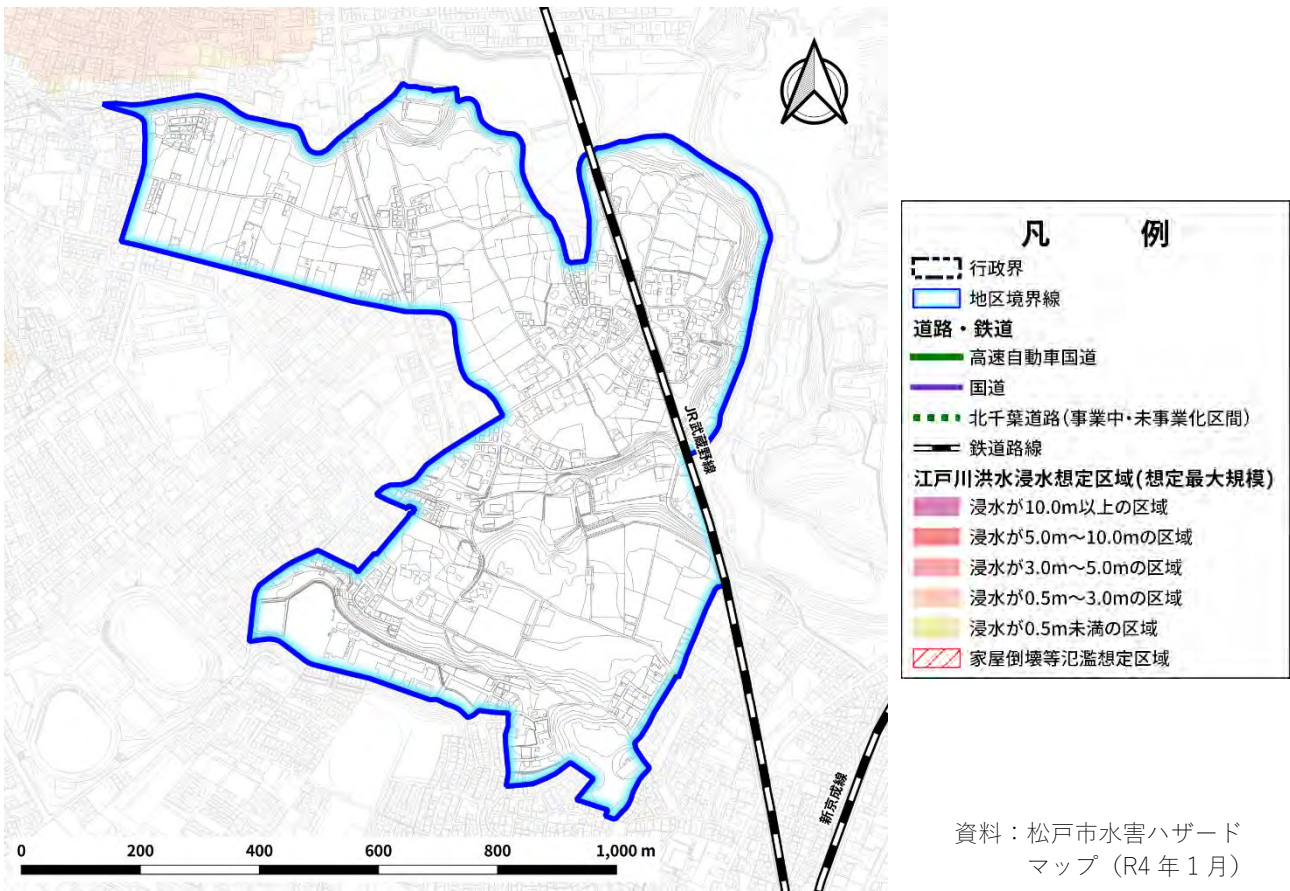 JR武蔵野線
新京成線
0 200 400 600 800 1,000 m
凡 例
行政界
地区境界線
道路・鉄道
高速自動車国道
国道
北千葉道路(事業中・未事業化区間)
鉄道路線
江戸川洪水浸水想定区域(想定最大規模)
浸水が10.0m以上の区域
浸水が5.0m～10.0mの区域
浸水が3.0m～5.0mの区域
浸水が0.5m～3.0mの区域
浸水が0.5m未満の区域
家屋倒壊等氾濫想定区域
資料：松戸市水害ハザード
マップ（R4 年 1 月）